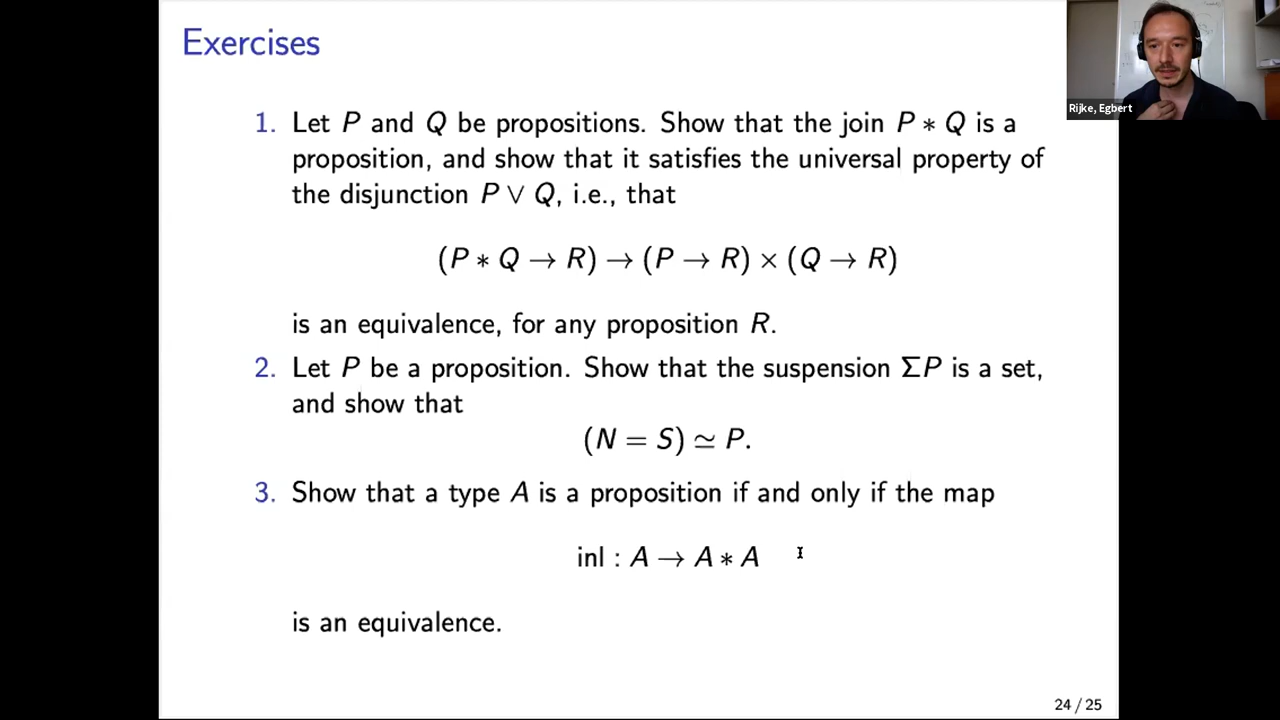 Exercises
Rijke, Egbert
1. Let P and Q be propositions. Show that the join P ∗ Q is a
proposition, and show that it satisfies the universal property of
the disjunction P ∨ Q, i.e., that
(P ∗ Q → R) → (P → R) × (Q → R)
is an equivalence, for any proposition R.
2. Let P be a proposition. Show that the suspension ΣP is a set,
and show that
(N = S) ≃ P.
3. Show that a type A is a proposition if and only if the map
inl : A → A ∗ A
is an equivalence.
24 / 25